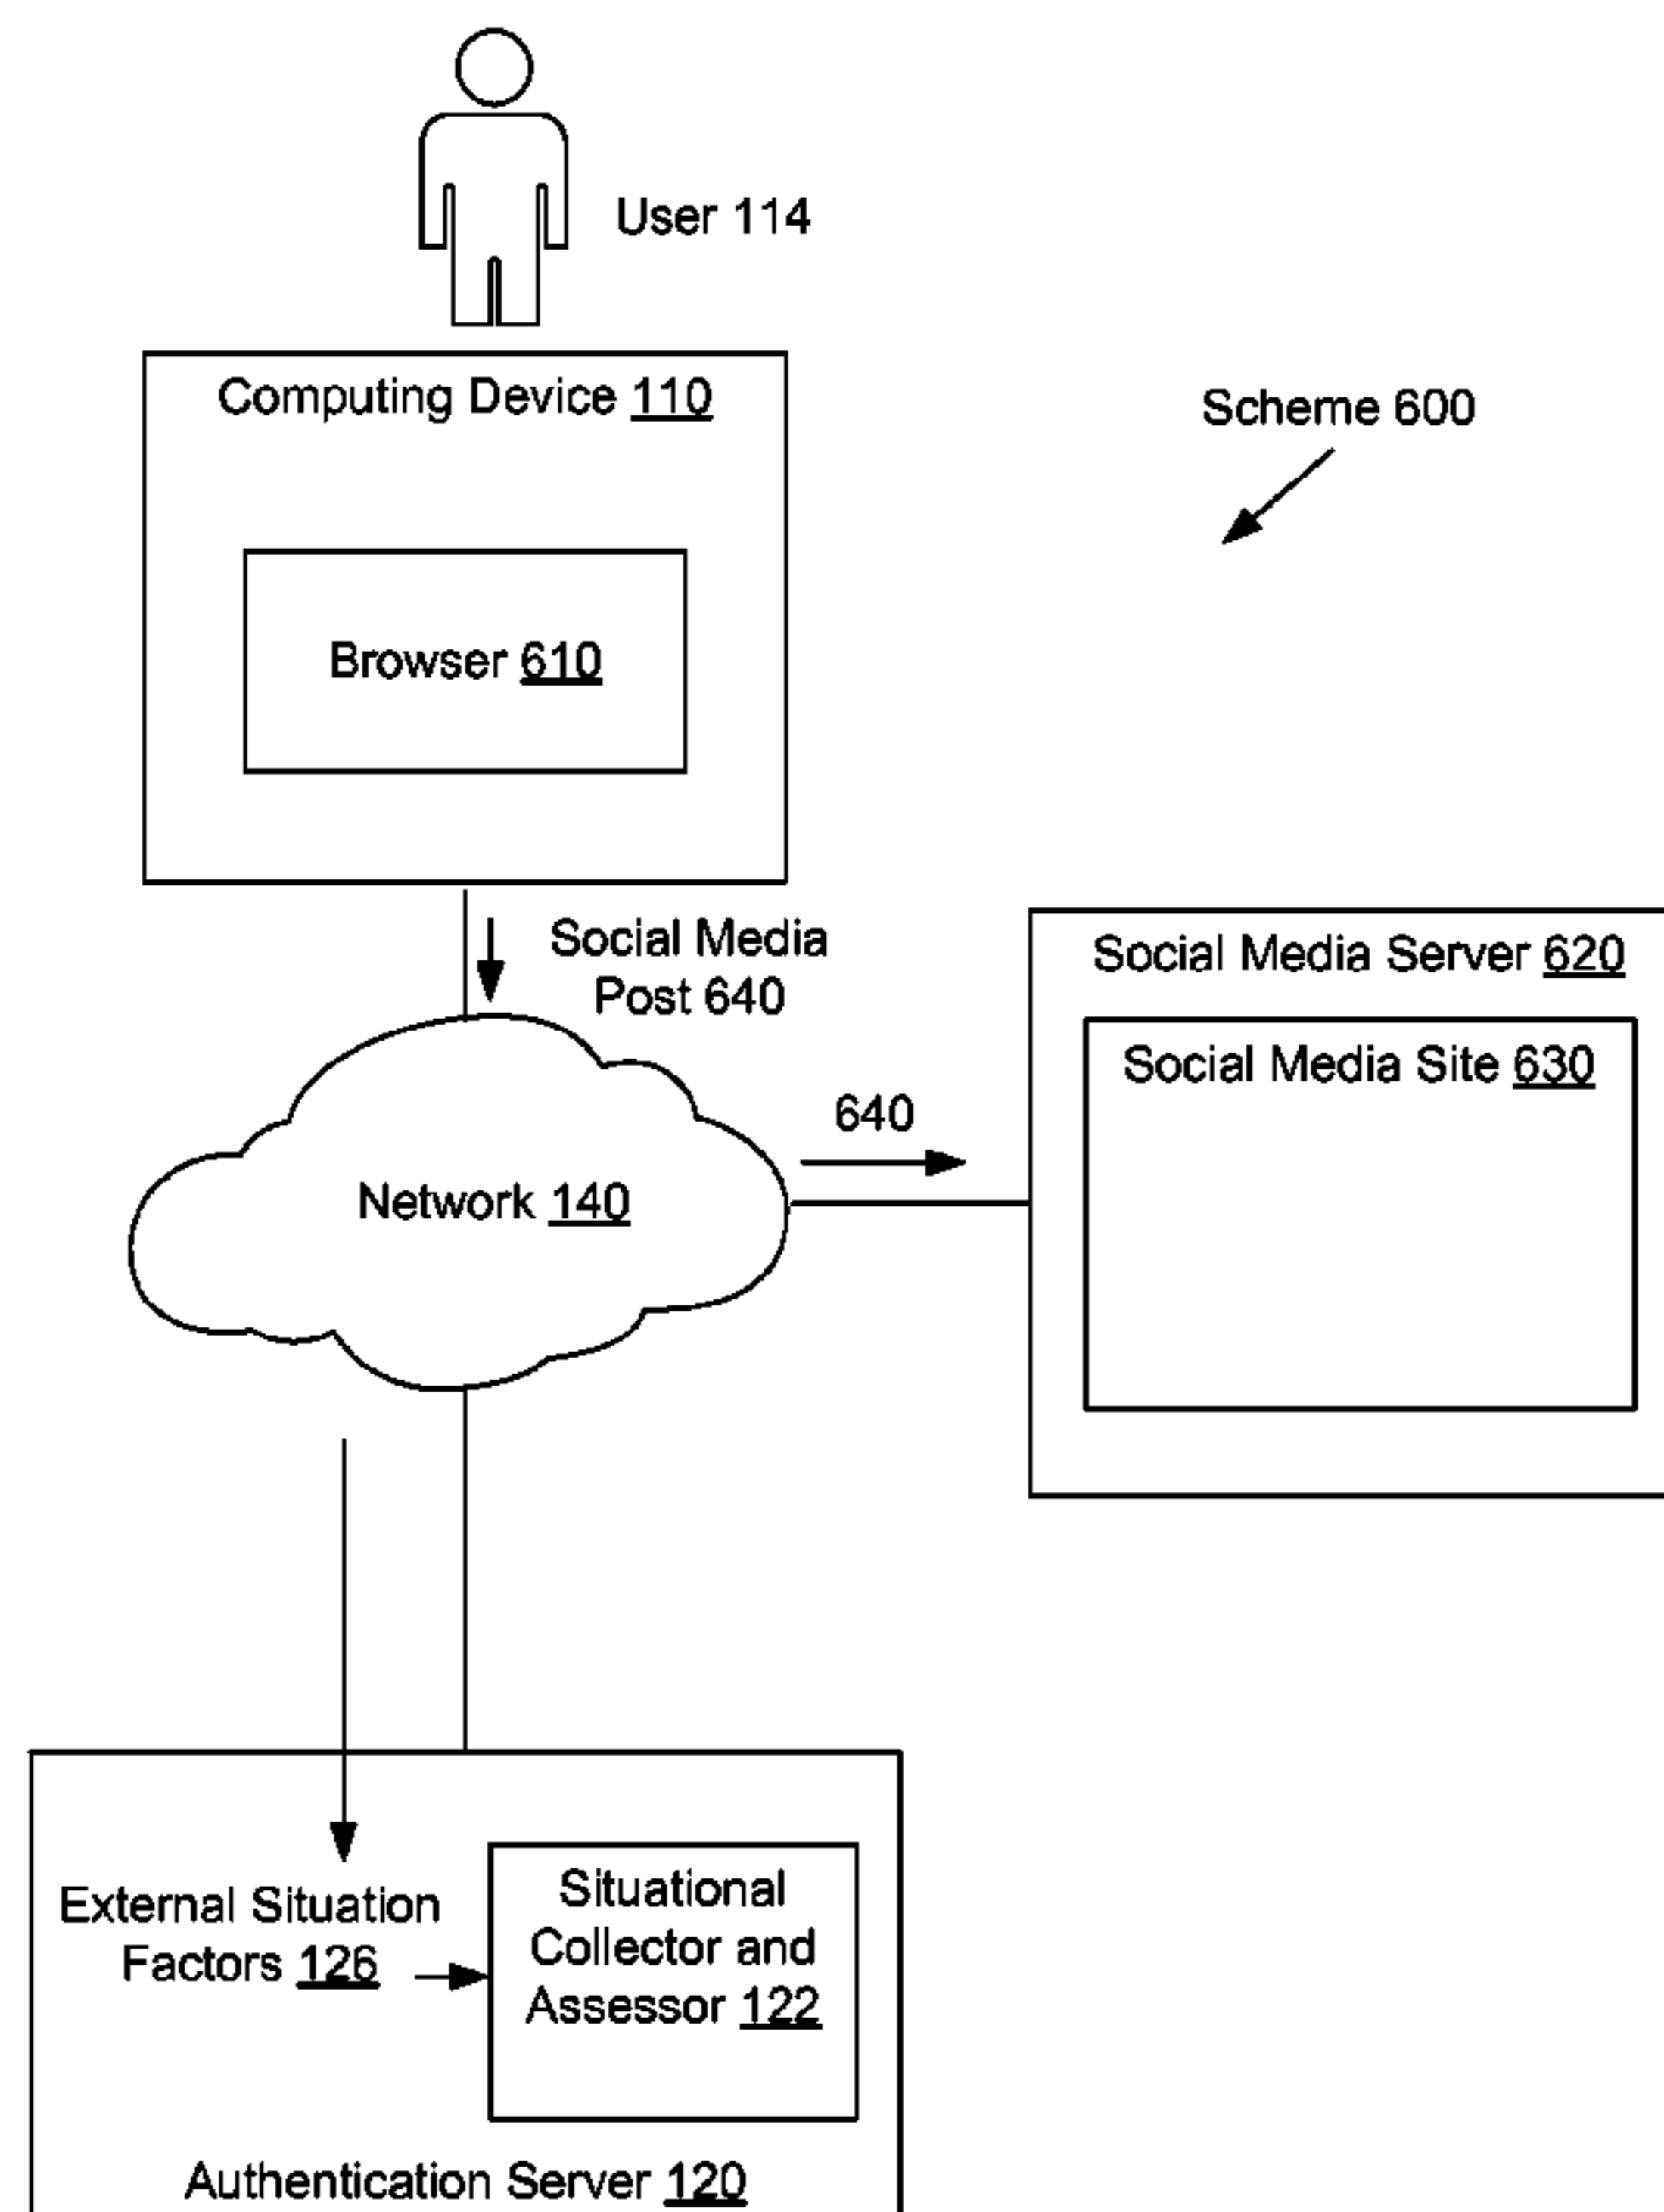 User 114
Computing Device 110
Scheme 600
Browser 610
Social Media
Post 640
Social Media Server 620
Social Media Site 630
640
Network 140
External Situation
Factors 126
Situational
Collector and
Assessor 122
Authentication Server 120